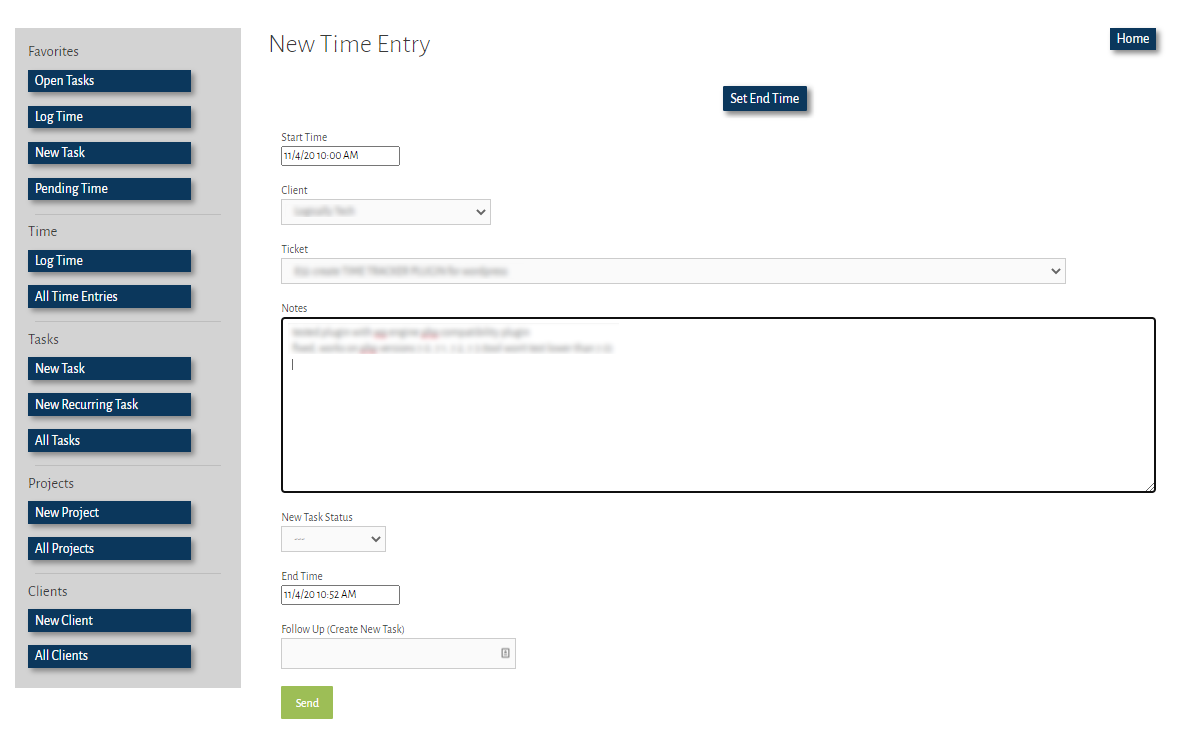 Favorites
Open Tasks
Log Time
New Task
Pending Time
Time
Log Time
All Time Entries
Tasks
New Task
New Recurring Task
All Tasks
Projects
New Project
All Projects
Clients
New Client
All Clients
New Time Entry
Home
Set End Time
Start Time
11/4/20 10:00 AM
Client
Ticket
Notes
New Task Status
---
End Time
11/4/20 10:52 AM
Follow Up (Create New Task)
Send